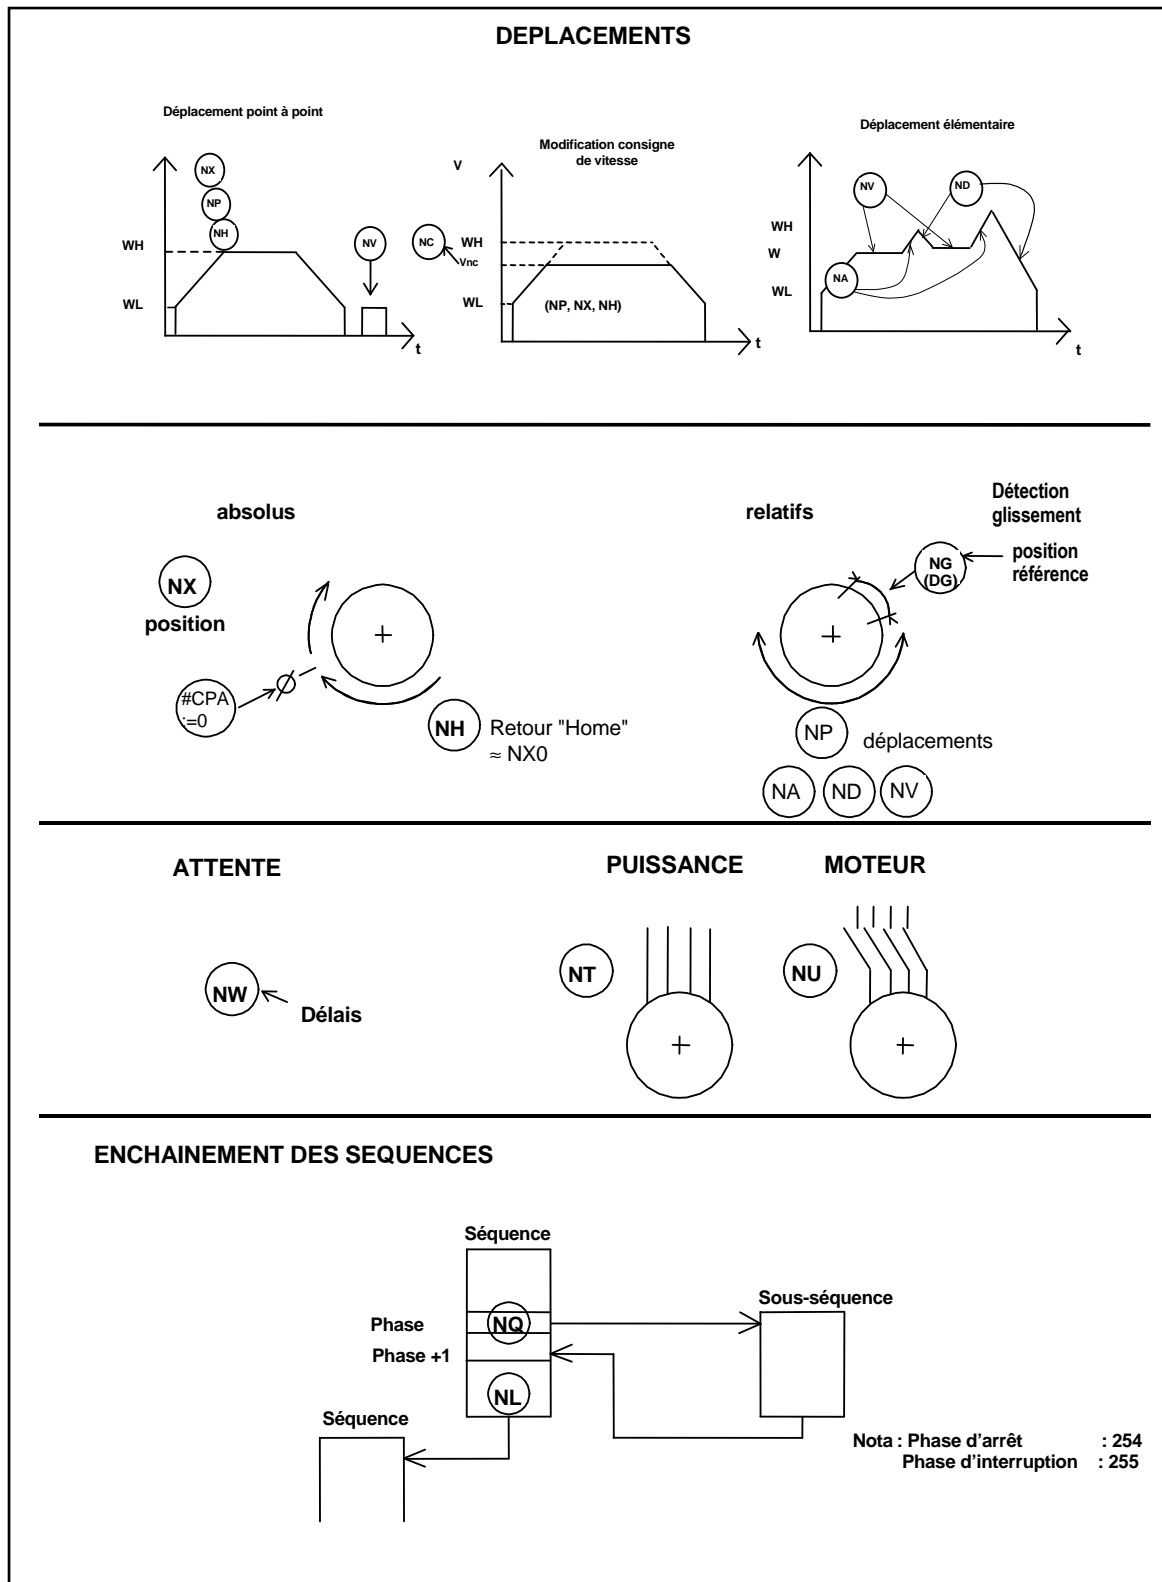 DEPLACEMENTS
Déplacement point à point
NX
NP
NH
WH
WL
NV
t
Modification consigne
de vitesse
V
NC
WH
Vnc
WL
(NP, NX, NH)
t
Déplacement élémentaire
NV
ND
WH
W
WL
NA
t
absolus
NX
position
#CPA
:=0
NH
Retour "Home"
≈ NX0
relatifs
Détection
glissement
NG
(DG)
position
référence
NP
déplacements
NA
ND
NV
ATTENTE
NW
Délais
PUISSANCE
NT
MOTEUR
NU
ENCHAINEMENT DES SEQUENCES
Séquence
Phase
NQ
Phase +1
NL
Sous-séquence
Séquence
Nota : Phase d'arrêt : 254
Phase d'interruption : 255